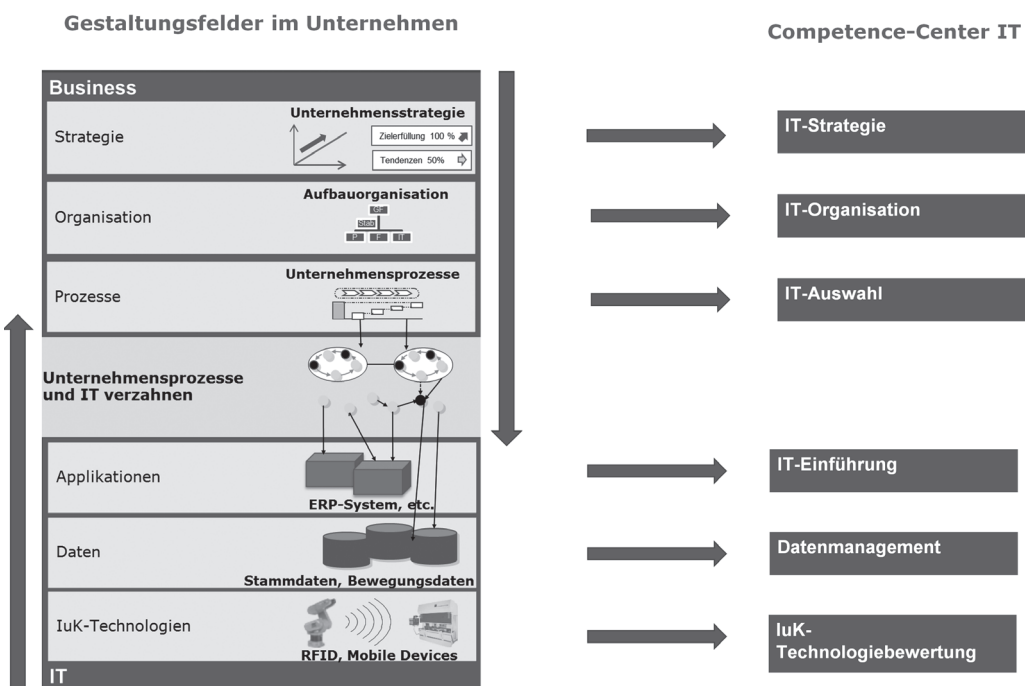 Gestaltungsfelder im Unternehmen
Competence-Center IT
Business
Strategie
Unternehmensstrategie
Zielerfüllung 100 %
Tendenzen 50%
IT-Strategie
Organisation
Aufbauorganisation
GF
Stab
P F IT
IT-Organisation
Prozesse
Unternehmensprozesse
IT-Auswahl
Unternehmensprozesse
und IT verzahnen
Applikationen
ERP-System, etc.
IT-Einführung
Daten
Stammdaten, Bewegungsdaten
Datenmanagement
IuK-Technologien
RFID, Mobile Devices
IuK-
Technologiebewertung
IT